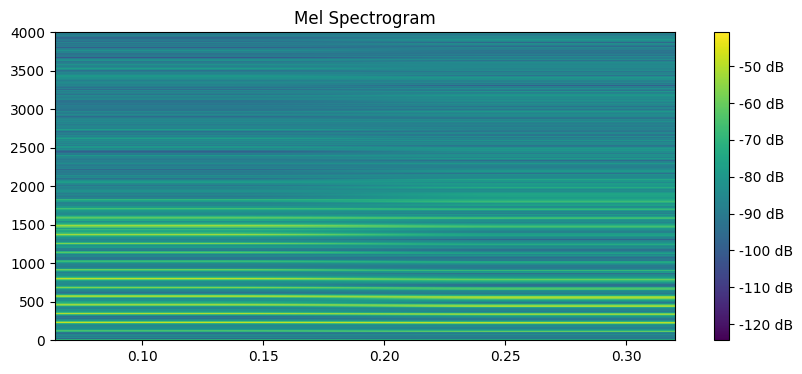 Mel Spectrogram
4000
3500
3000
2500
2000
1500
1000
500
0
0.10 0.15 0.20 0.25 0.30
-50 dB
-60 dB
-70 dB
-80 dB
-90 dB
-100 dB
-110 dB
-120 dB